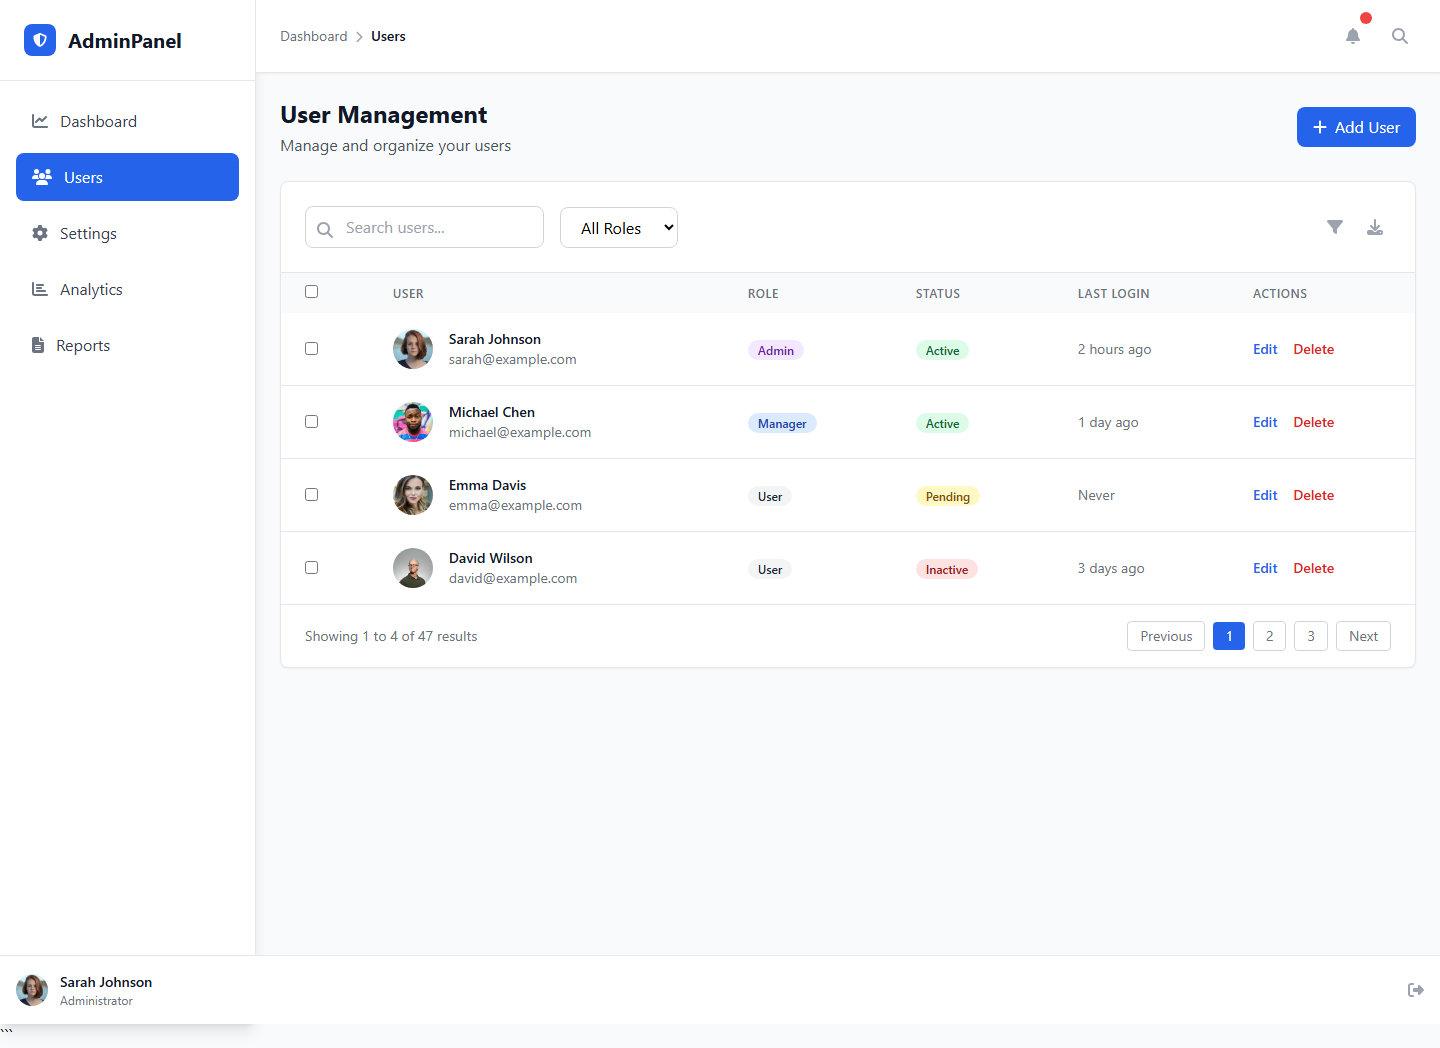 AdminPanel
Dashboard
Users
Settings
Analytics
Reports
Dashboard > Users
User Management
Manage and organize your users
Add User
Search users...
All Roles
USER ROLE STATUS LAST LOGIN ACTIONS
Sarah Johnson
sarah@example.com
Admin Active 2 hours ago Edit Delete
Michael Chen
michael@example.com
Manager Active 1 day ago Edit Delete
Emma Davis
emma@example.com
User Pending Never Edit Delete
David Wilson
david@example.com
User Inactive 3 days ago Edit Delete
Showing 1 to 4 of 47 results
Previous 1 2 3 Next
Sarah Johnson
Administrator
```